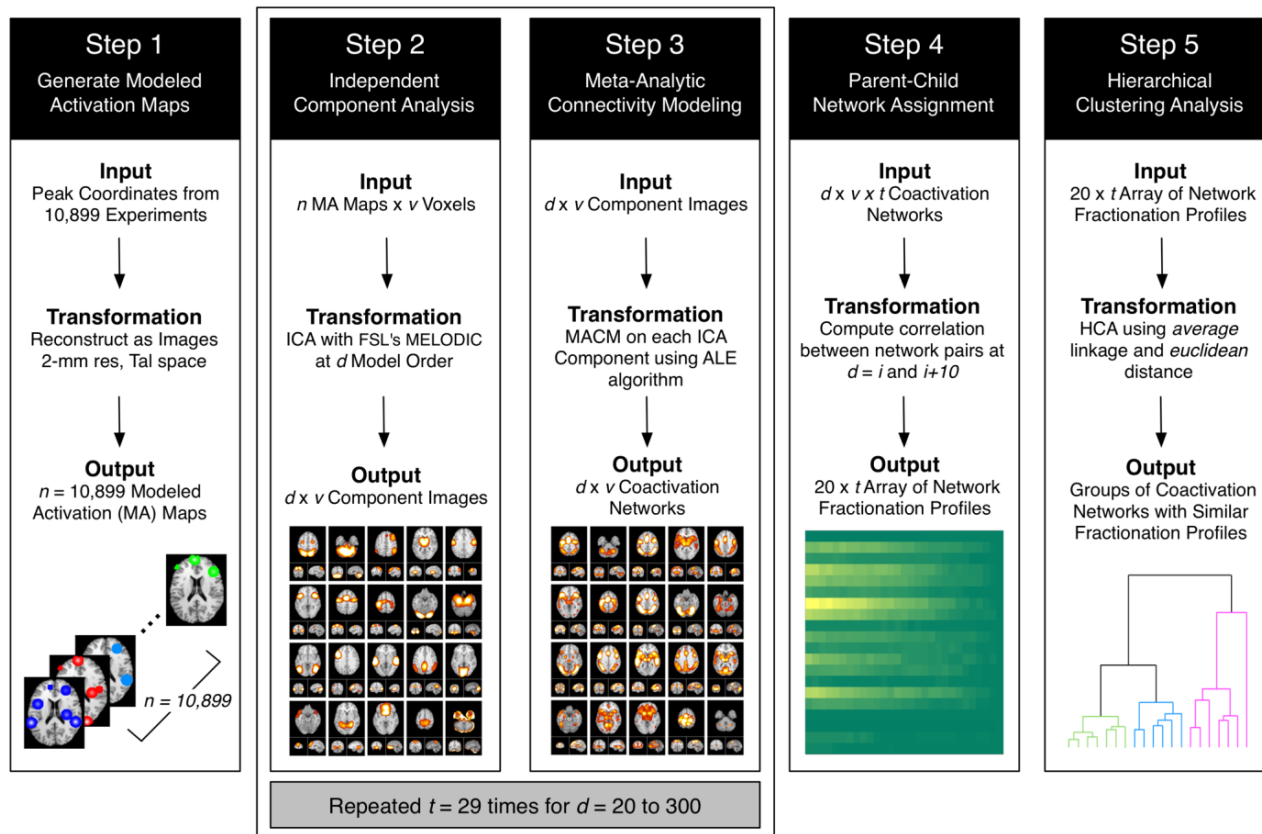 Step 1
Generate Modeled
Activation Maps
Input
Peak Coordinates from
10,899 Experiments
Transformation
Reconstruct as Images
2-mm res, Tal space
Output
n = 10,899 Modeled
Activation (MA) Maps
n = 10,899
Step 2
Independent
Component Analysis
Input
n MA Maps x v Voxels
Transformation
ICA with FSL's MELODIC
at d Model Order
Output
d x v Component Images
Step 3
Meta-Analytic
Connectivity Modeling
Input
d x v Component Images
Transformation
MACM on each ICA
Component using ALE
algorithm
Output
d x v Coactivation
Networks
Repeated t = 29 times for d = 20 to 300
Step 4
Parent-Child
Network Assignment
Input
d x v x t Coactivation
Networks
Transformation
Compute correlation
between network pairs at
d = i and i+10
Output
20 x t Array of Network
Fractionation Profiles
Step 5
Hierarchical
Clustering Analysis
Input
20 x t Array of Network
Fractionation Profiles
Transformation
HCA using average
linkage and euclidean
distance
Output
Groups of Coactivation
Networks with Similar
Fractionation Profiles